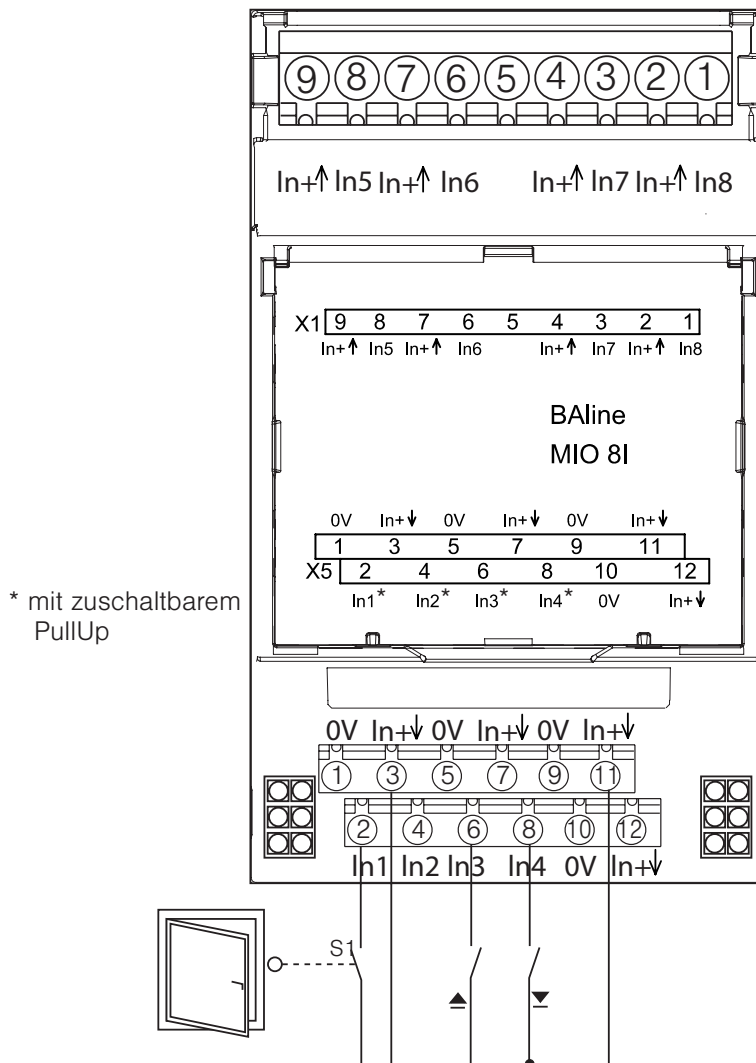 9 8 7 6 5 4 3 2 1
In+↑ In5 In+↑ In6 In+↑ In7 In+↑ In8
X1 9 8 7 6 5 4 3 2 1
In+↑ In5 In+↑ In6 In+↑ In7 In+↑ In8
BAline
MIO 8I
0V In+↓ 0V In+↓ 0V In+↓
1 3 5 7 9 11
X5 2 4 6 8 10 12
In1* In2* In3* In4* 0V In+↓
* mit zuschaltbarem
PullUp
0V In+↓ 0V In+↓ 0V In+↓
1 3 5 7 9 11
2 4 6 8 10 12
In1 In2 In3 In4 0V In+↓
S1